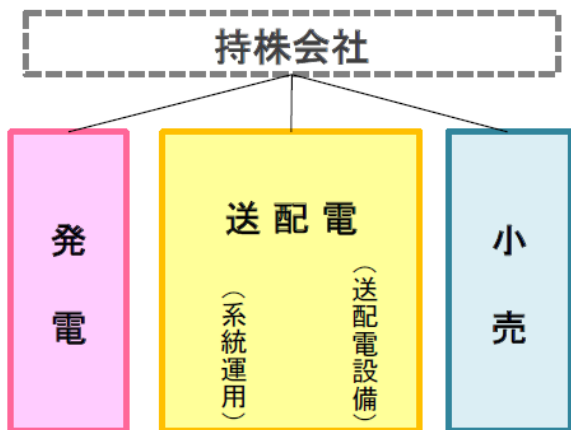 持株会社
発電
送配電
（系統運用）
（送配電設備）
小売